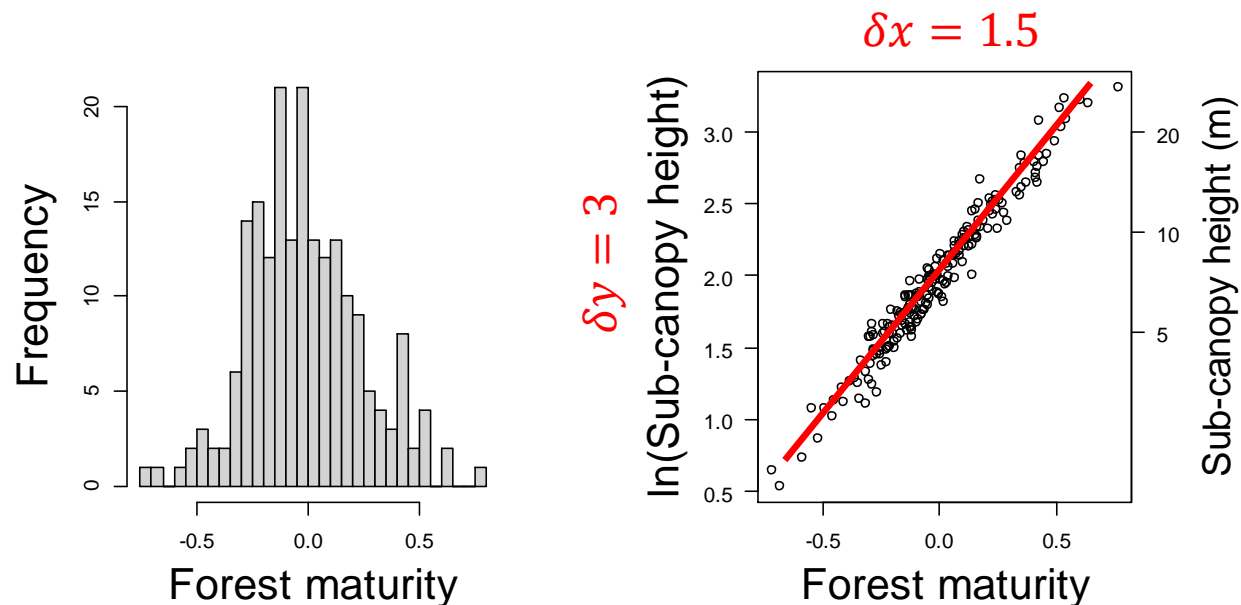 Frequency
0
5
10
15
20
-0.5
0.0
0.5
Forest maturity
δx = 1.5
δy = 3
ln(Sub-canopy height)
0.5
1.0
1.5
2.0
2.5
3.0
-0.5
0.0
0.5
Forest maturity
5
10
20
Sub-canopy height (m)